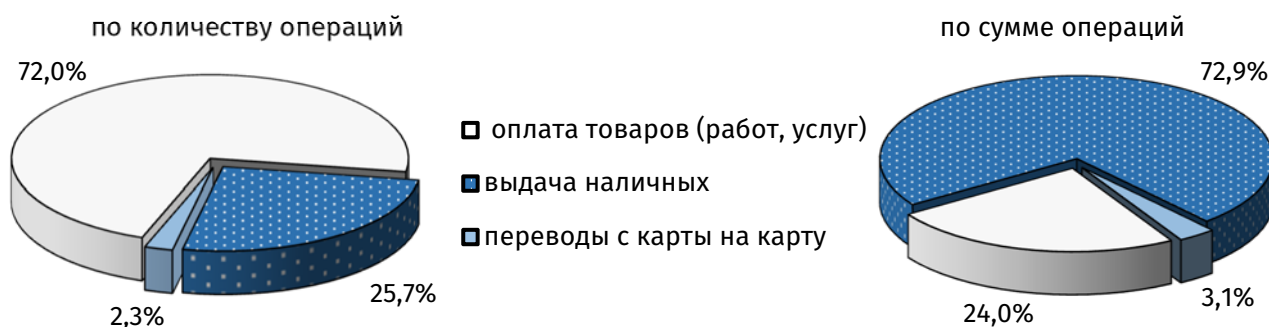 по количеству операций
72,0%
25,7%
2,3%
оплата товаров (работ, услуг)
выдача наличных
переводы с карты на карту
по сумме операций
72,9%
24,0%
3,1%